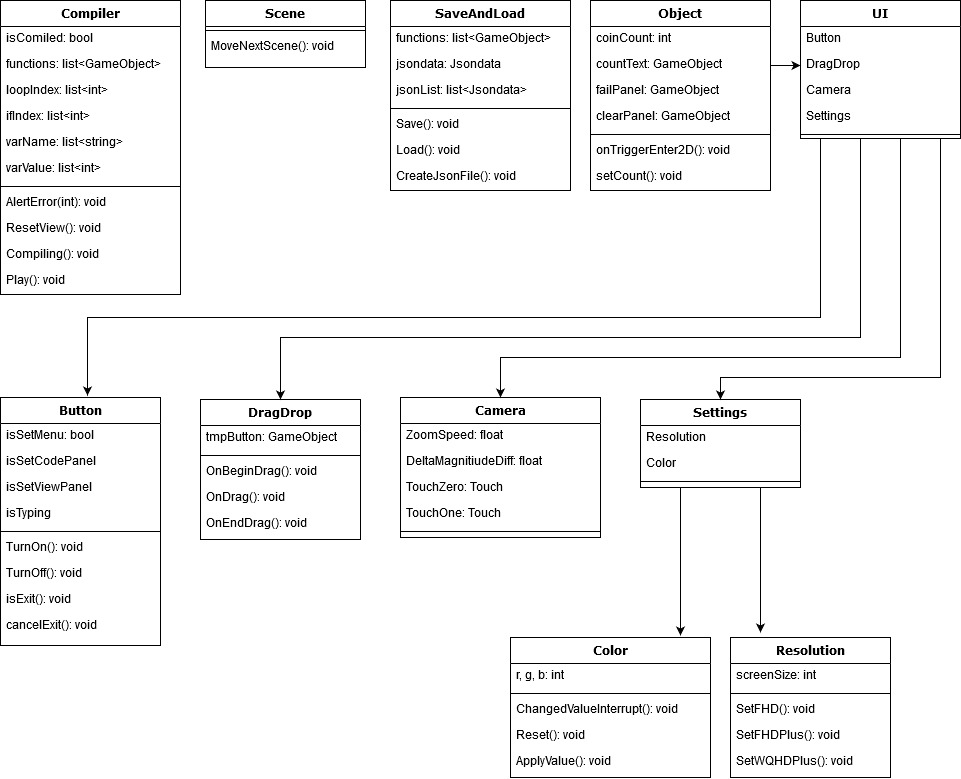 Compiler
isComiled: bool
functions: list<GameObject>
loopIndex: list<int>
ifIndex: list<int>
varName: list<string>
varValue: list<int>
AlertError(int): void
ResetView(): void
Compiling(): void
Play(): void
Scene
MoveNextScene(): void
SaveAndLoad
functions: list<GameObject>
jsondata: Jsondata
jsonList: list<Jsondata>
Save(): void
Load(): void
CreateJsonFile(): void
Object
coinCount: int
countText: GameObject
failPanel: GameObject
clearPanel: GameObject
onTriggerEnter2D(): void
setCount(): void
UI
Button
DragDrop
Camera
Settings
Button
isSetMenu: bool
isSetCodePanel
isSetViewPanel
isTyping
TurnOn(): void
TurnOff(): void
isExit(): void
cancelExit(): void
DragDrop
tmpButton: GameObject
OnBeginDrag(): void
OnDrag(): void
OnEndDrag(): void
Camera
ZoomSpeed: float
DeltaMagnitiudeDiff: float
TouchZero: Touch
TouchOne: Touch
Settings
Resolution
Color
Color
r, g, b: int
ChangedValueInterrupt(): void
Reset(): void
ApplyValue(): void
Resolution
screenSize: int
SetFHD(): void
SetFHDPlus(): void
SetWQHDPlus(): void